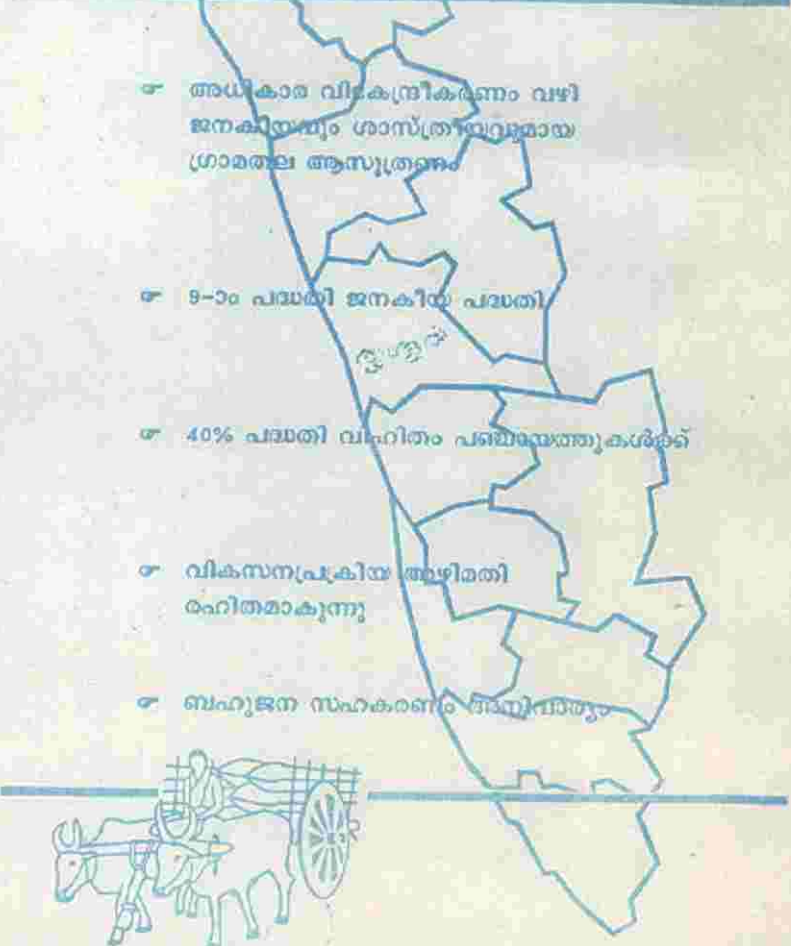 ☞ അധികാര വികേന്ദ്രീകരണം വഴി
ജനകീയവും ശാസ്ത്രീയവുമായ
ഗ്രാമതല ആസൂത്രണം
☞ 9-ാം പദ്ധതി ജനകീയ പദ്ധതി
തൃശൂർ
☞ 40% പദ്ധതി വിഹിതം പഞ്ചായത്തുകൾക്ക്
☞ വികസനപ്രക്രിയ അഴിമതി
രഹിതമാകുന്നു
☞ ബഹുജന സഹകരണം അനിവാര്യം